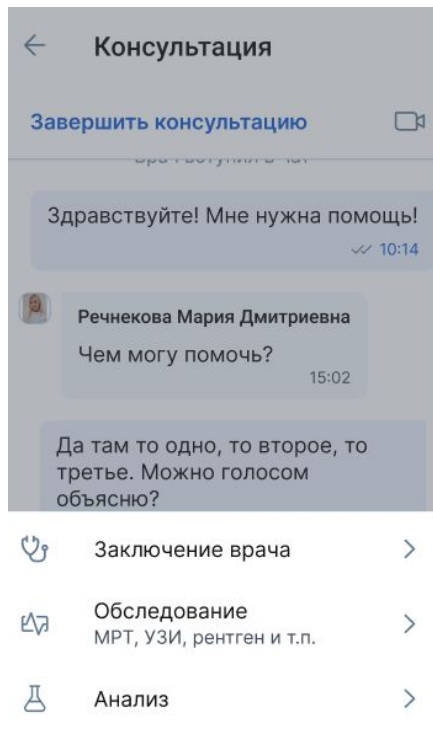 Консультация
Завершить консультацию
Здравствуйте! Мне нужна помощь!
10:14
Речнекова Мария Дмитриевна
Чем могу помочь?
15:02
Да там то одно, то второе, то
третье. Можно голосом
объясню?
Заключение врача
Обследование
МРТ, УЗИ, рентген и т.п.
Анализ